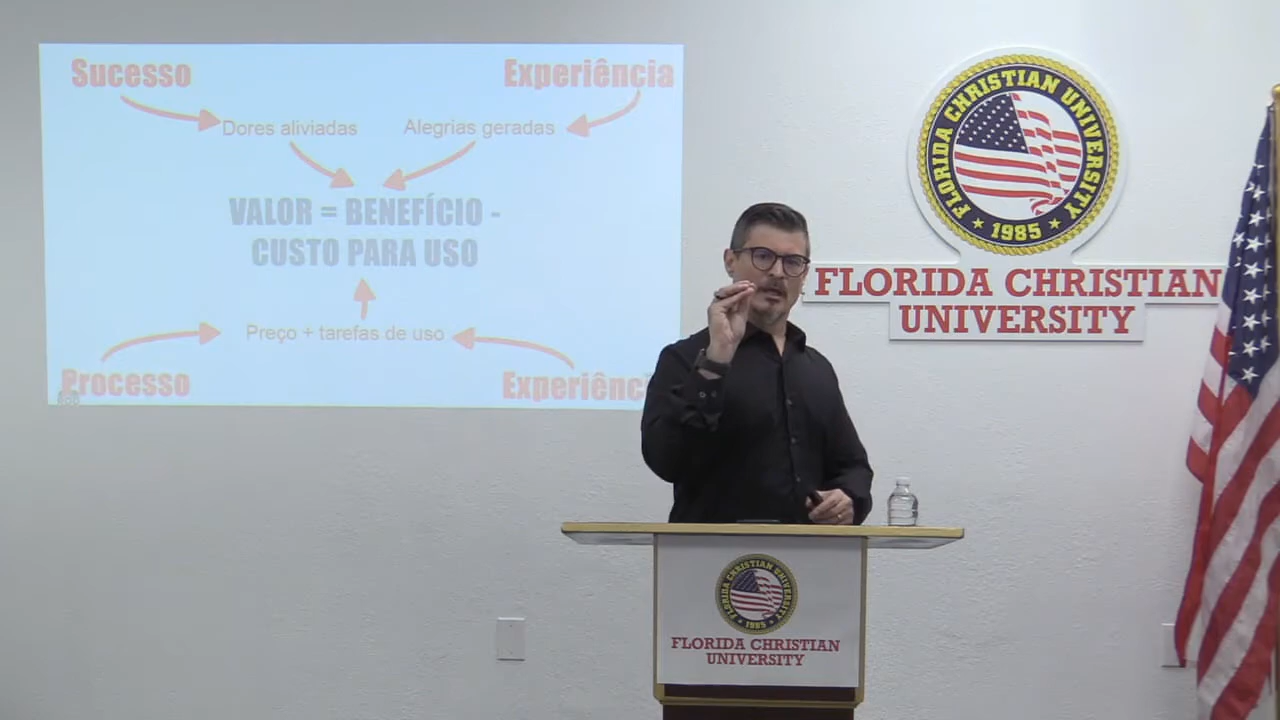 Sucesso
Experiência
Dores aliviadas
Alegrias geradas
VALOR = BENEFÍCIO -
CUSTO PARA USO
Preço + tarefas de uso
Processo
Experiênci
FLORIDA CHRISTIAN UNIVERSITY
★ 1985 ★
FLORIDA CHRISTIAN
UNIVERSITY
FLORIDA CHRISTIAN UNIVERSITY
1985
FLORIDA CHRISTIAN
UNIVERSITY